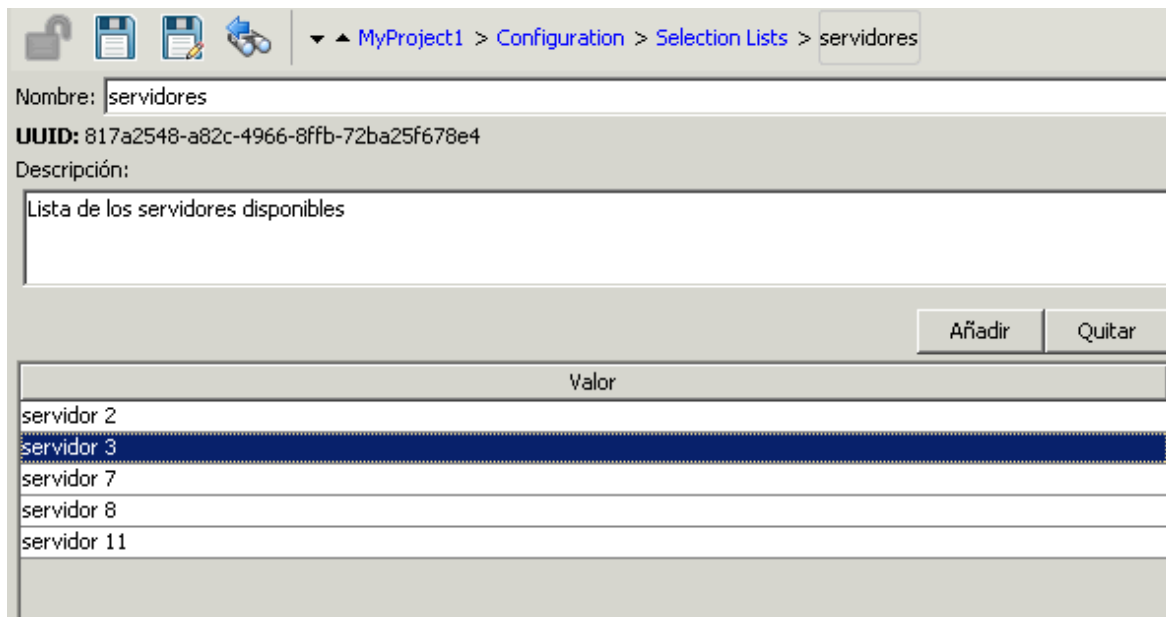 MyProject1 > Configuration > Selection Lists > servidores
Nombre: servidores
UUID: 817a2548-a82c-4966-8ffb-72ba25f678e4
Descripción:
Lista de los servidores disponibles
Añadir Quitar
Valor
servidor 2
servidor 3
servidor 7
servidor 8
servidor 11